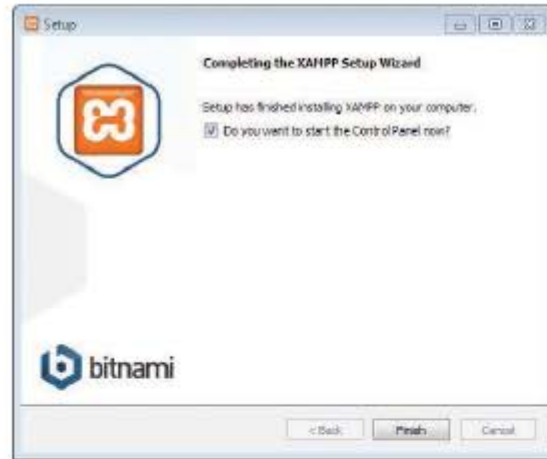 Setup
Completing the XAMPP Setup Wizard
Setup has finished installing XAMPP on your computer.
Do you want to start the Control Panel now?
bitnami
< Back
Finish
Cancel